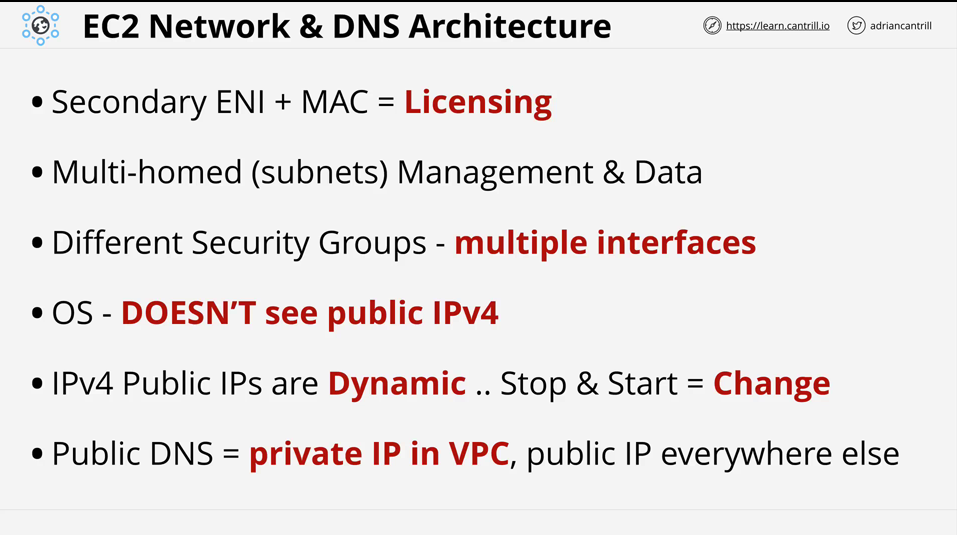 EC2 Network & DNS Architecture
https://learn.cantrill.io
adriancantrill
• Secondary ENI + MAC = Licensing
• Multi-homed (subnets) Management & Data
• Different Security Groups - multiple interfaces
• OS - DOESN’T see public IPv4
• IPv4 Public IPs are Dynamic .. Stop & Start = Change
• Public DNS = private IP in VPC, public IP everywhere else